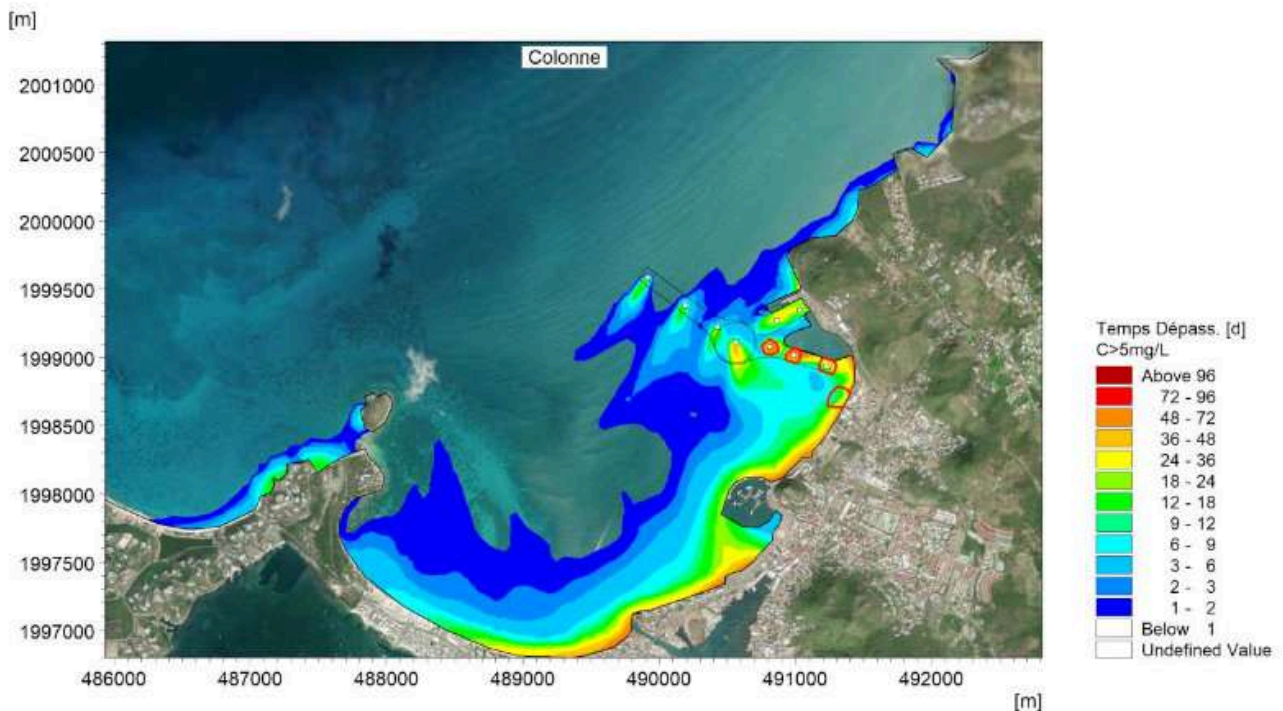 [m]
Colonne
2001000
2000500
2000000
1999500
1999000
1998500
1998000
1997500
1997000
486000 487000 488000 489000 490000 491000 492000
[m]
Temps Dépass. [d]
C>5mg/L
Above 96
72 - 96
48 - 72
36 - 48
24 - 36
18 - 24
12 - 18
9 - 12
6 - 9
3 - 6
2 - 3
1 - 2
Below 1
Undefined Value